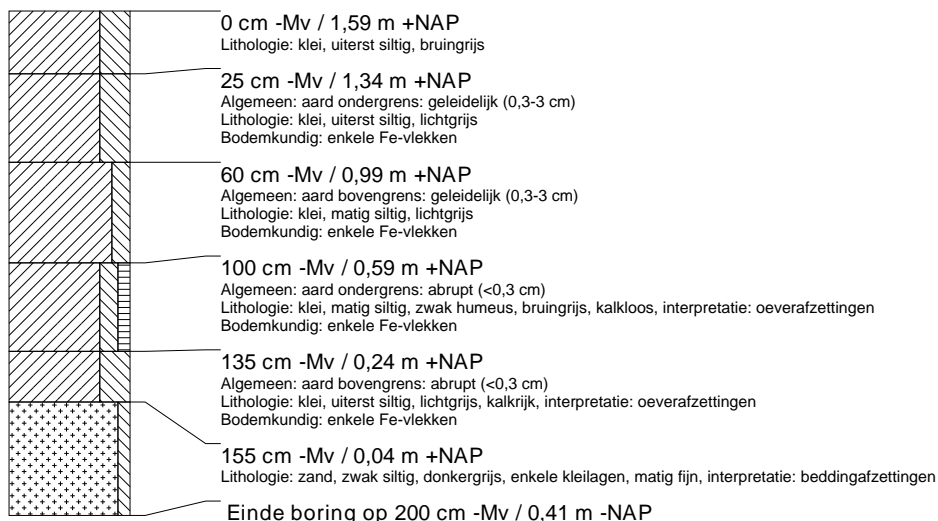 0 cm -Mv / 1,59 m +NAP
Lithologie: klei, uiterst siltig, bruingrijs
25 cm -Mv / 1,34 m +NAP
Algemeen: aard ondergrens: geleidelijk (0,3-3 cm)
Lithologie: klei, uiterst siltig, lichtgrijs
Bodemkundig: enkele Fe-vlekken
60 cm -Mv / 0,99 m +NAP
Algemeen: aard bovengrens: geleidelijk (0,3-3 cm)
Lithologie: klei, matig siltig, lichtgrijs
Bodemkundig: enkele Fe-vlekken
100 cm -Mv / 0,59 m +NAP
Algemeen: aard ondergrens: abrupt (<0,3 cm)
Lithologie: klei, matig siltig, zwak humeus, bruingrijs, kalkloos, interpretatie: oeverafzettingen
Bodemkundig: enkele Fe-vlekken
135 cm -Mv / 0,24 m +NAP
Algemeen: aard bovengrens: abrupt (<0,3 cm)
Lithologie: klei, uiterst siltig, lichtgrijs, kalkrijk, interpretatie: oeverafzettingen
Bodemkundig: enkele Fe-vlekken
155 cm -Mv / 0,04 m +NAP
Lithologie: zand, zwak siltig, donkergrijs, enkele kleilagen, matig fijn, interpretatie: beddingafzettingen
Einde boring op 200 cm -Mv / 0,41 m -NAP